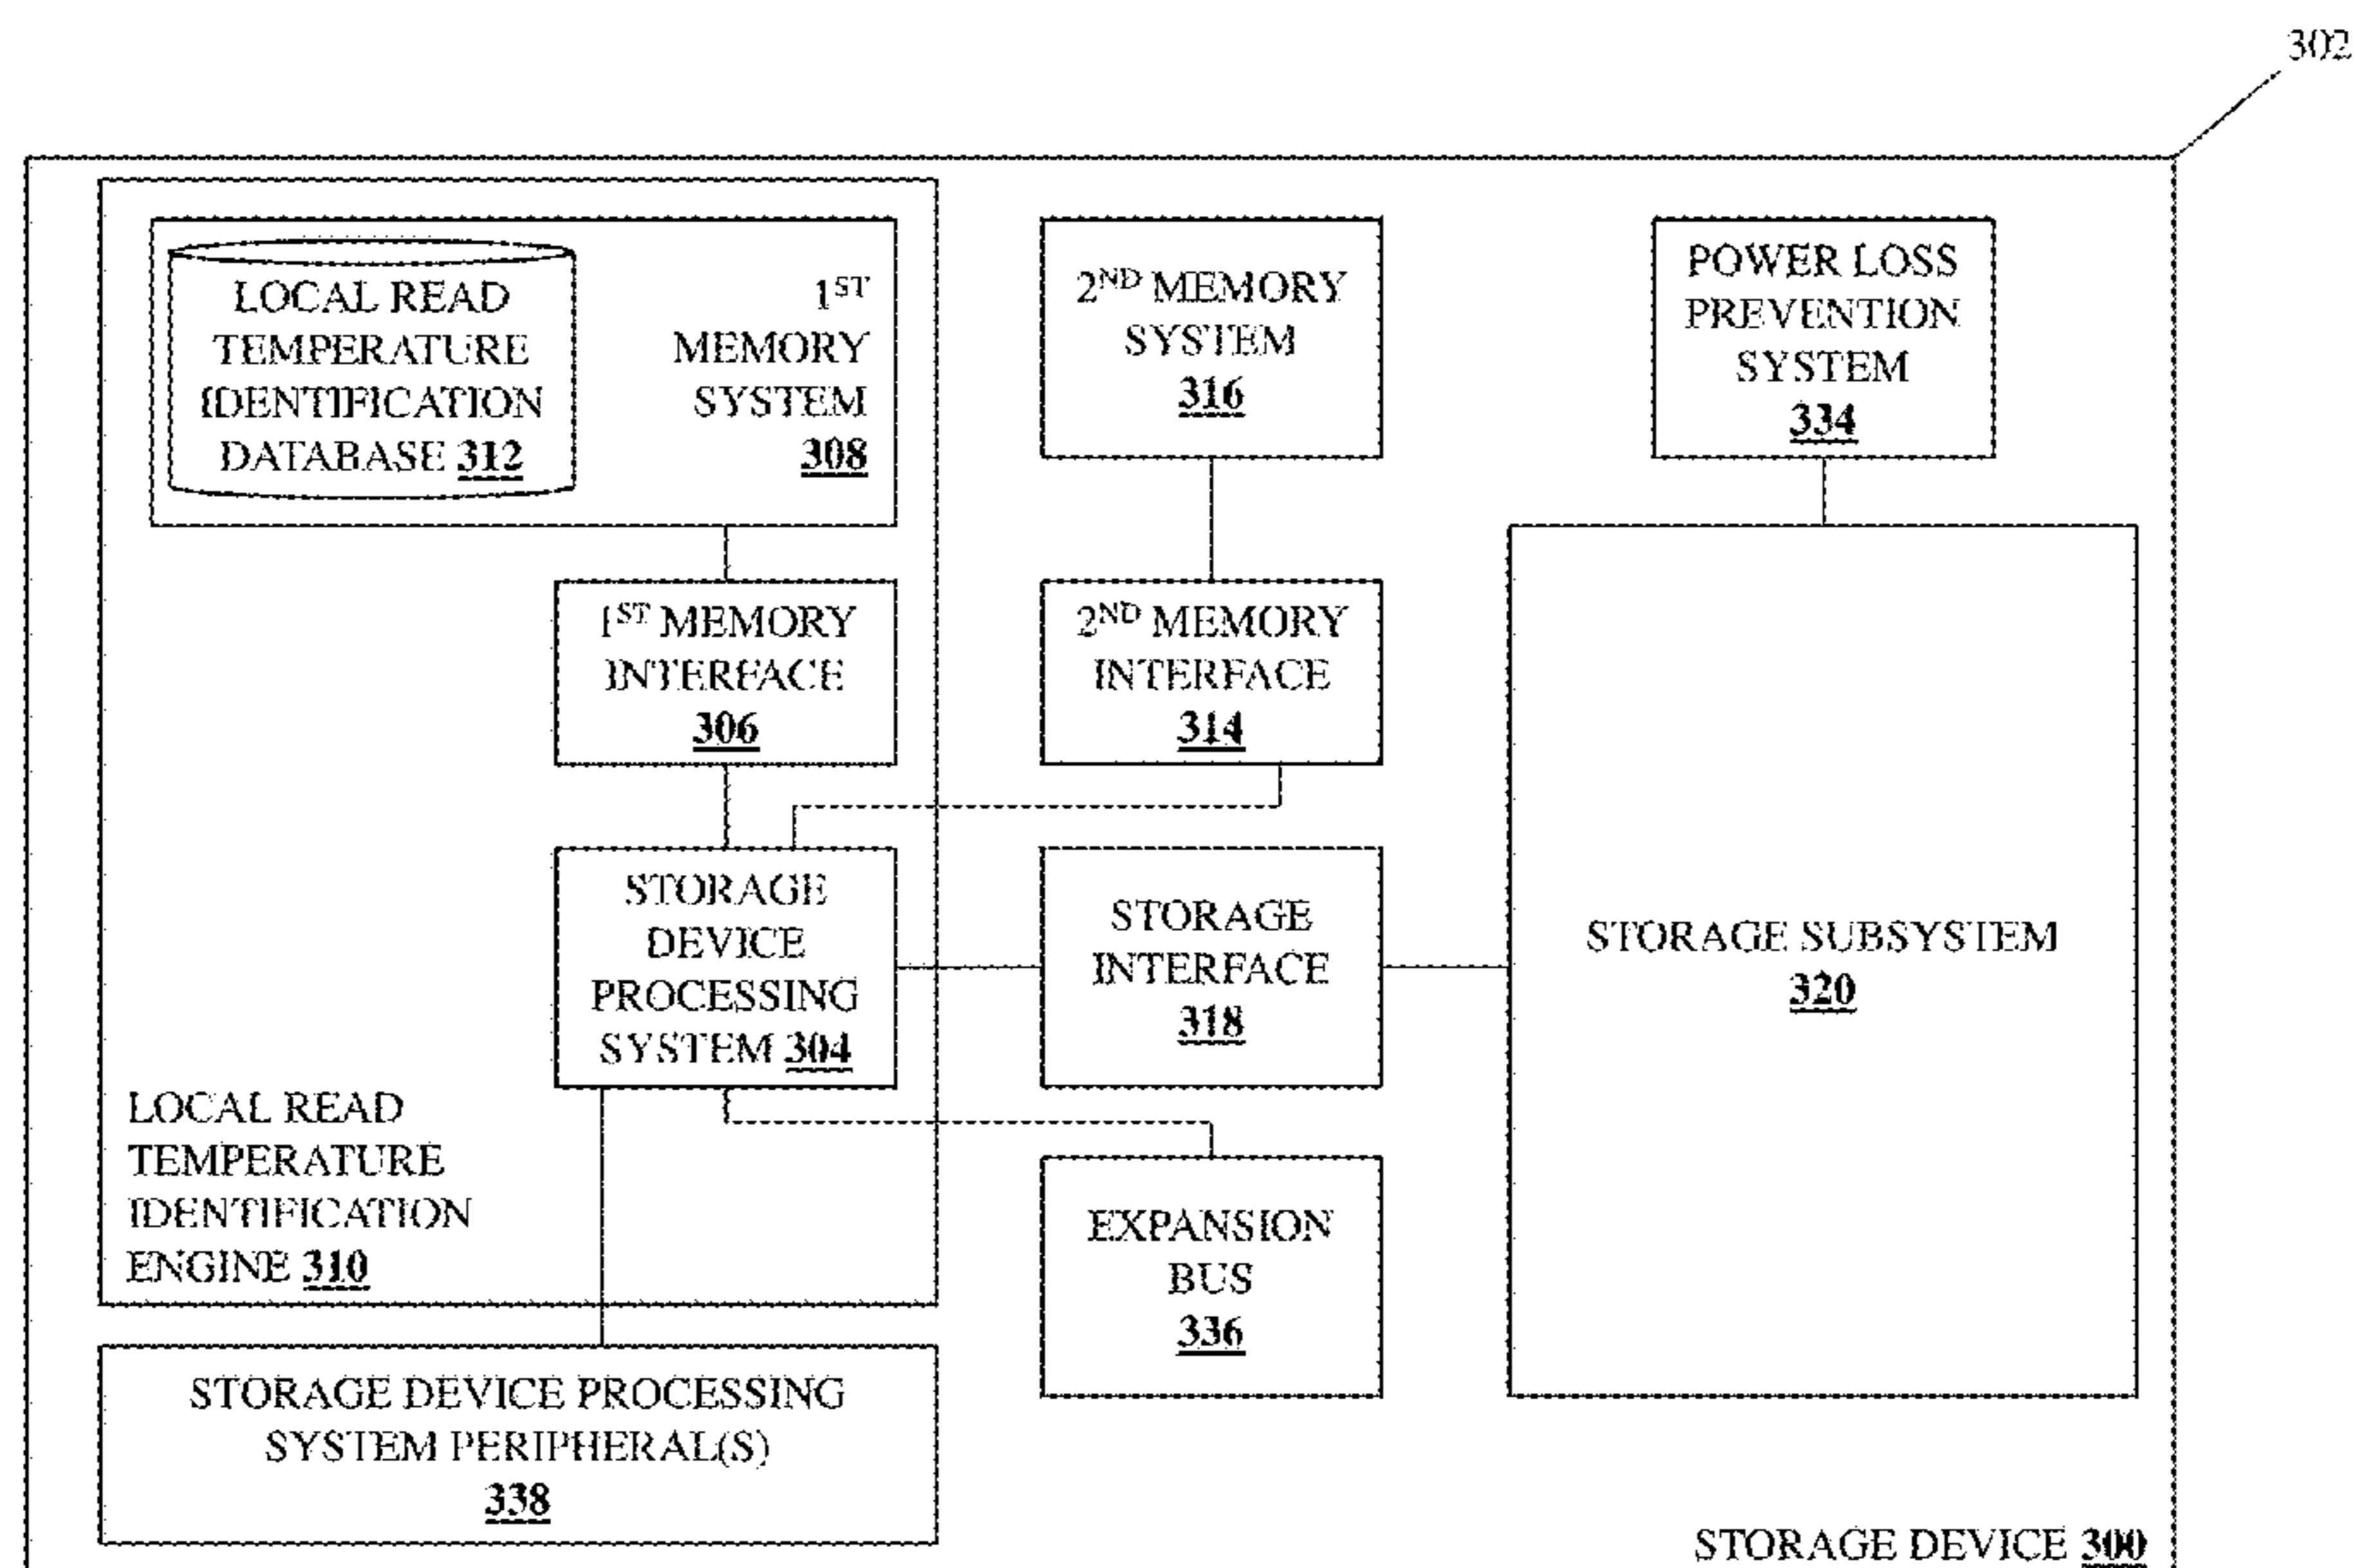 302
LOCAL READ
TEMPERATURE
IDENTIFICATION
DATABASE 312
1ST
MEMORY
SYSTEM
308
2ND MEMORY
SYSTEM
316
POWER LOSS
PREVENTION
SYSTEM
334
1ST MEMORY
INTERFACE
306
2ND MEMORY
INTERFACE
314
STORAGE
DEVICE
PROCESSING
SYSTEM 304
STORAGE
INTERFACE
318
STORAGE SUBSYSTEM
320
LOCAL READ
TEMPERATURE
IDENTIFICATION
ENGINE 310
EXPANSION
BUS
336
STORAGE DEVICE PROCESSING
SYSTEM PERIPHERAL(S)
338
STORAGE DEVICE 300